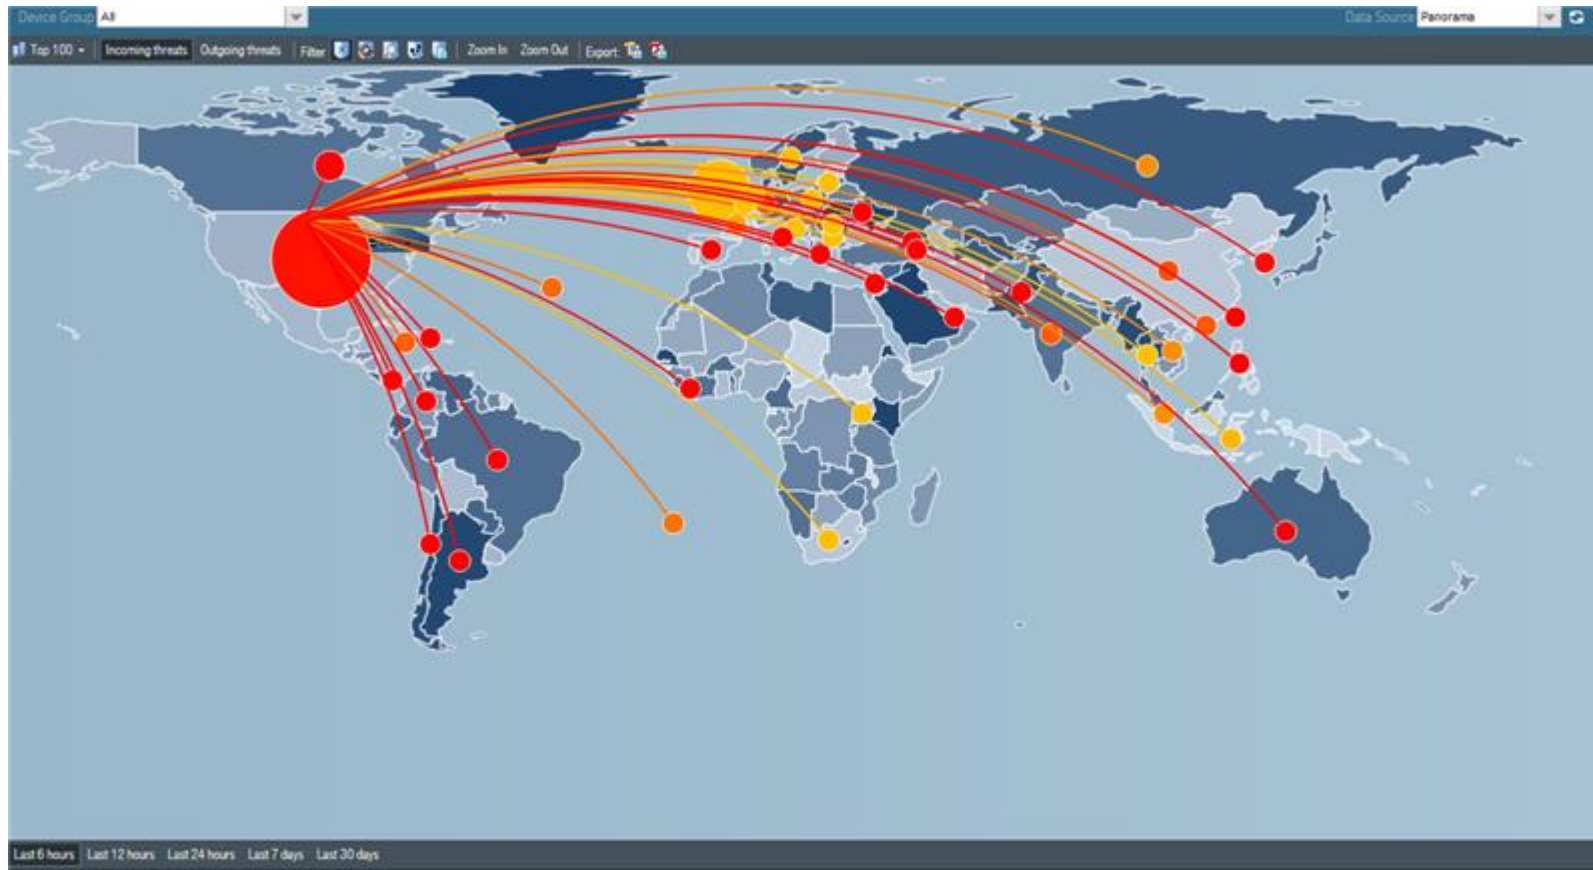 Device Group All Data Source Panorama
Top 100 Incoming threats Outgoing threats Filter Zoom In Zoom Out Export
Last 6 hours Last 12 hours Last 24 hours Last 7 days Last 30 days